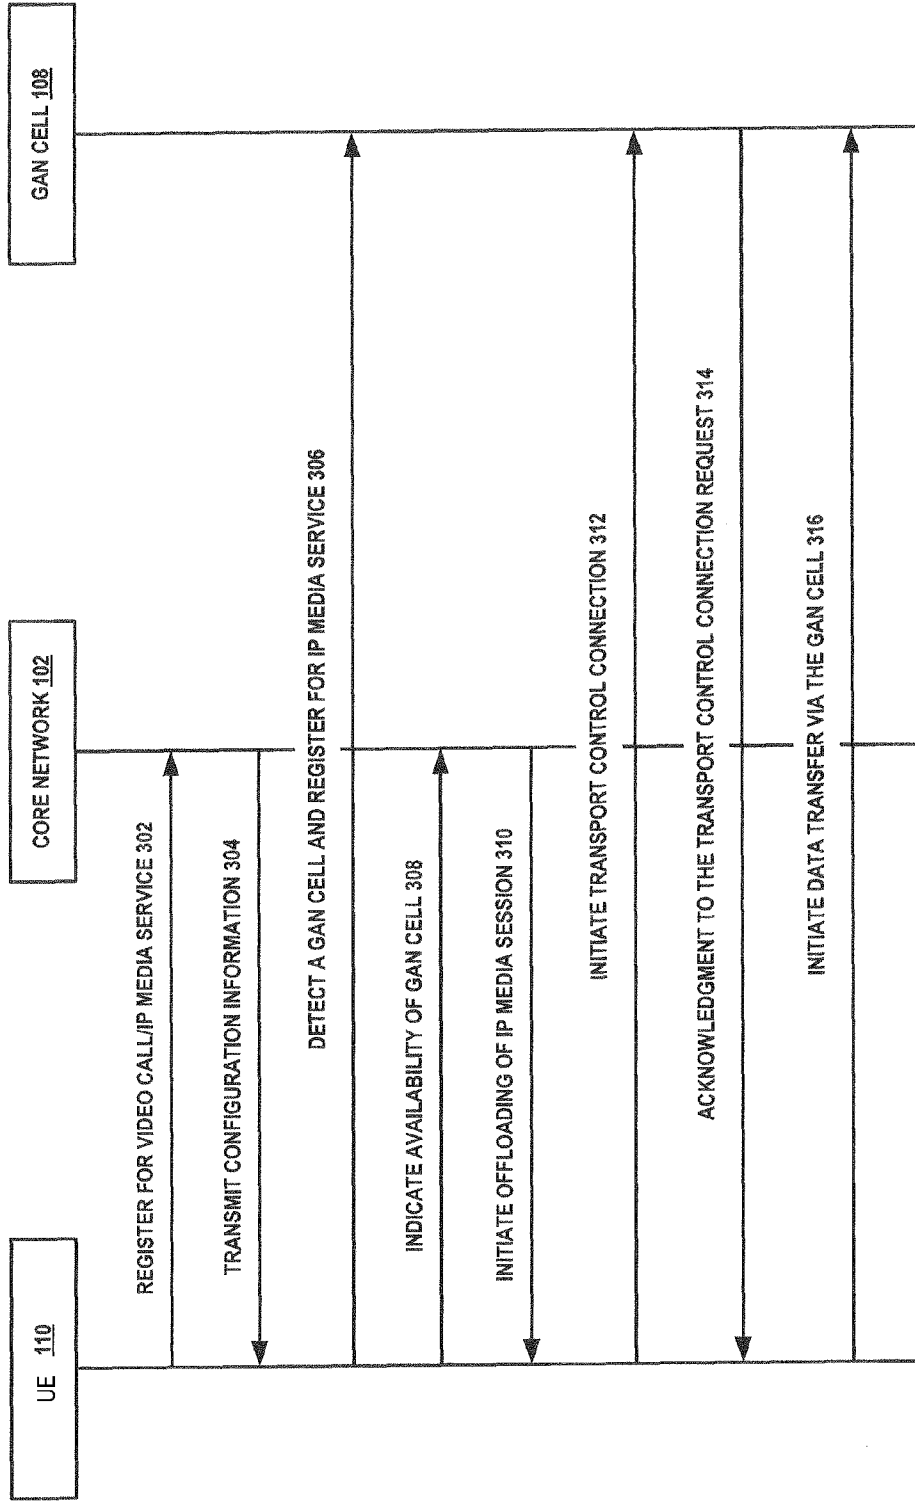 UE 110
CORE NETWORK 102
GAN CELL 108
REGISTER FOR VIDEO CALL/IP MEDIA SERVICE 302
TRANSMIT CONFIGURATION INFORMATION 304
DETECT A GAN CELL AND REGISTER FOR IP MEDIA SERVICE 306
INDICATE AVAILABILITY OF GAN CELL 308
INITIATE OFFLOADING OF IP MEDIA SESSION 310
INITIATE TRANSPORT CONTROL CONNECTION 312
ACKNOWLEDGMENT TO THE TRANSPORT CONTROL CONNECTION REQUEST 314
INITIATE DATA TRANSFER VIA THE GAN CELL 316